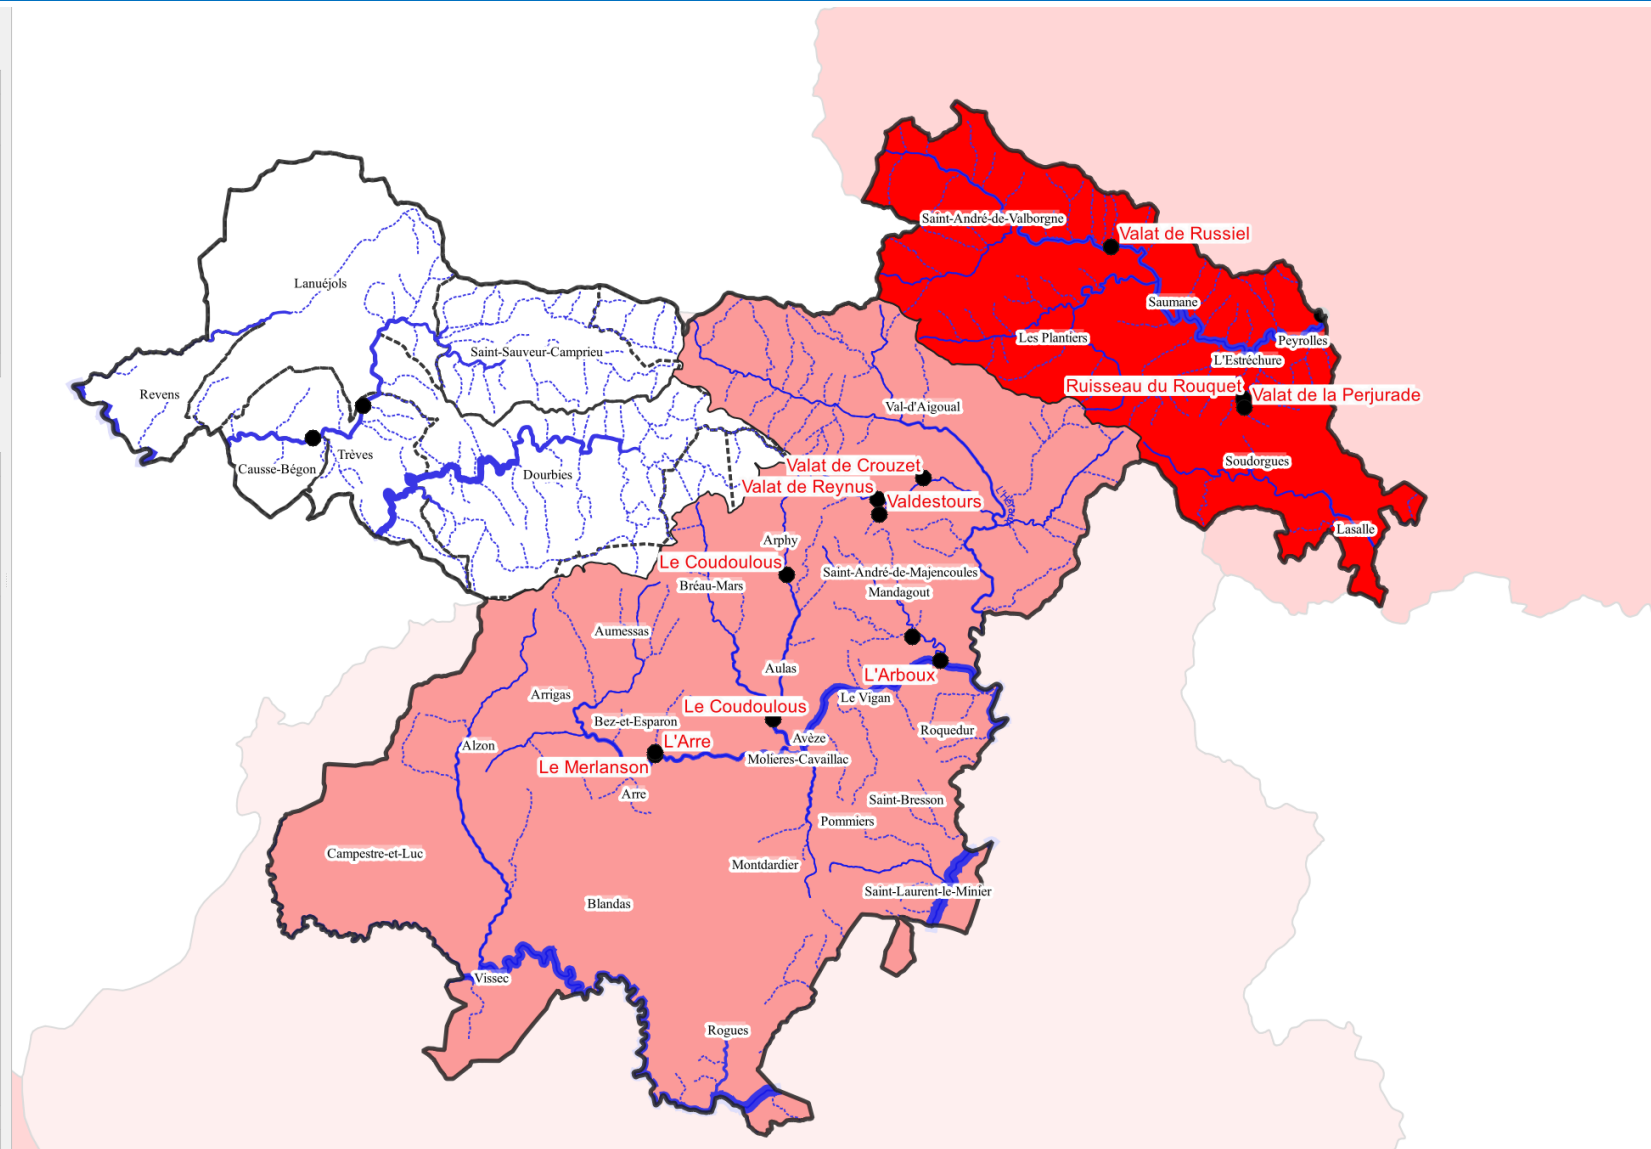 Saint-André-de-Valborgne
Valat de Russiel
Lanuéjols
Saumane
Les Plantiers
Peyrolles
Saint-Sauveur-Camprieu
L'Estréchure
Ruisseau du Rouquet
Valat de la Perjurade
Revens
Val-d'Aigoual
Trèves
Causse-Bégon
Soudorgues
Valat de Crouzet
Dourbies
Valat de Reynus
Valdestours
L'Hérault
Lasalle
Arphy
Le Coudoulous
Saint-André-de-Majencoules
Bréau-Mars
Mandagout
Aumessas
Aulas
L'Arboux
Arrigas
Le Vigan
Le Coudoulous
Bez-et-Esparon
Roquedur
Avèze
L'Arre
Alzon
Molieres-Cavaillac
Le Merlanson
Arre
Saint-Bresson
Pommiers
Campestre-et-Luc
Montdardier
Saint-Laurent-le-Minier
Blandas
Vissec
Rogues